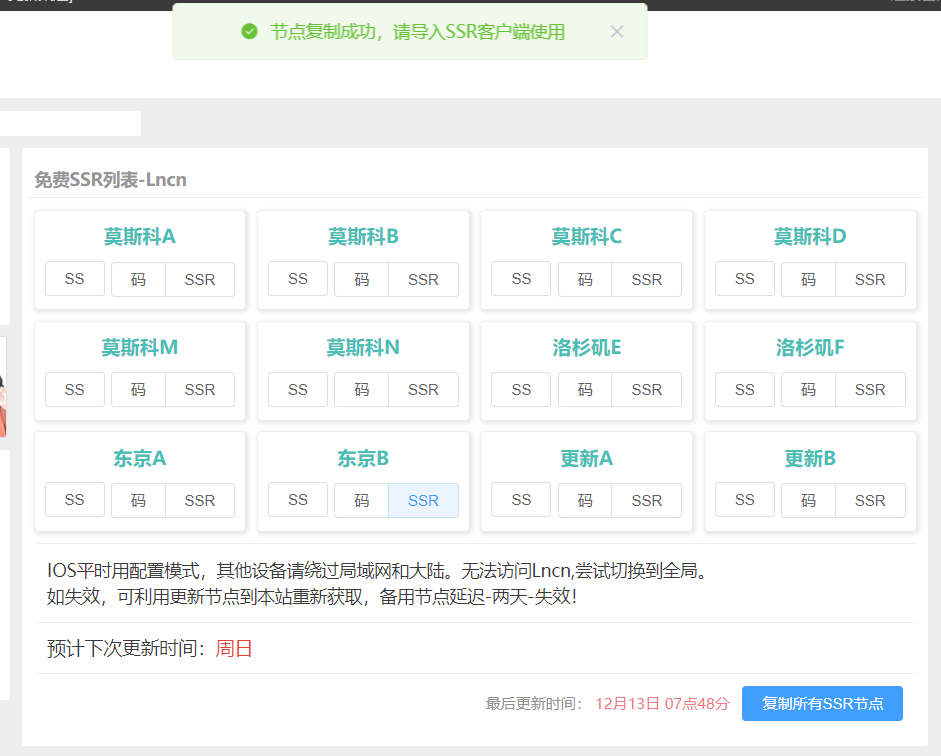 节点复制成功，请导入SSR客户端使用
免费SSR列表-Lncn
莫斯科A 莫斯科B 莫斯科C 莫斯科D
SS 码 SSR SS 码 SSR SS 码 SSR SS 码 SSR
莫斯科M 莫斯科N 洛杉矶E 洛杉矶F
SS 码 SSR SS 码 SSR SS 码 SSR SS 码 SSR
东京A 东京B 更新A 更新B
SS 码 SSR SS 码 SSR SS 码 SSR SS 码 SSR
IOS平时用配置模式，其他设备请绕过局域网和大陆。无法访问Lncn,尝试切换到全局。
如失效，可利用更新节点到本站重新获取，备用节点延迟-两天-失效！
预计下次更新时间：周日
最后更新时间： 12月13日 07点48分 复制所有SSR节点